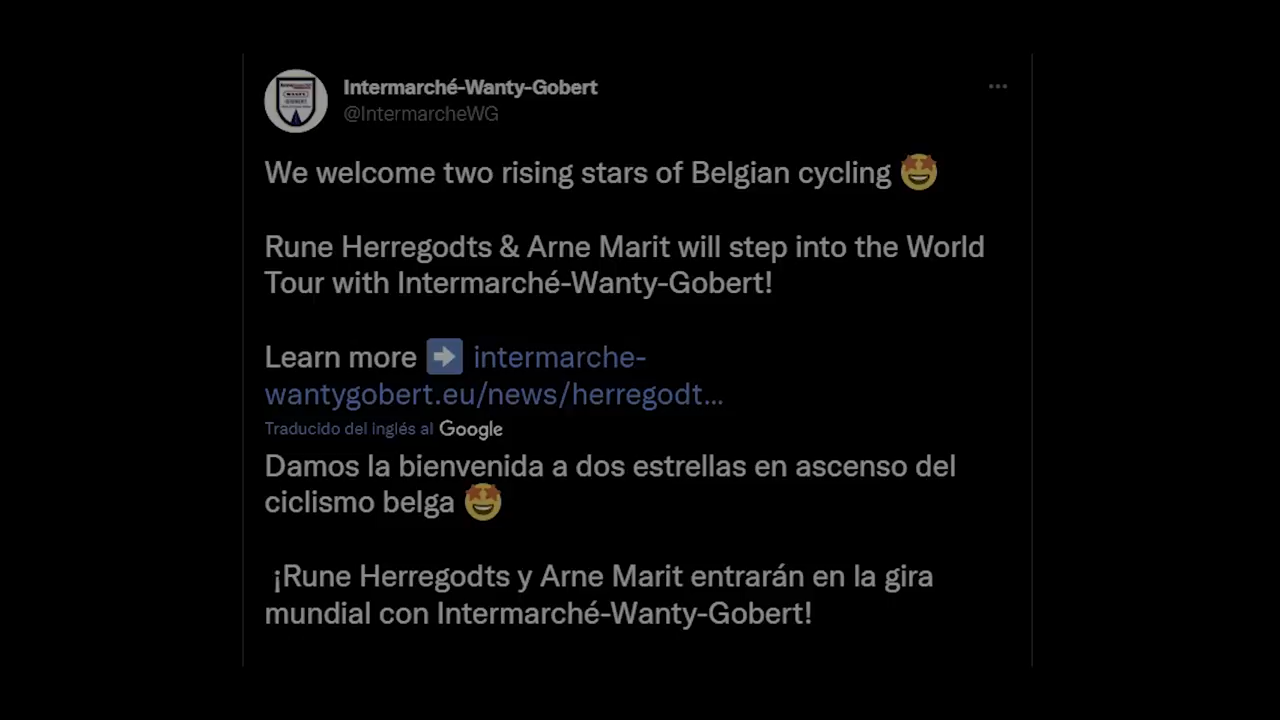 Intermarché-Wanty-Gobert
@IntermarcheWG
We welcome two rising stars of Belgian cycling 🤩
Rune Herregodts & Arne Marit will step into the World
Tour with Intermarché-Wanty-Gobert!
Learn more ➡️ intermarche-
wantygobert.eu/news/herregodt...
Traducido del inglés al Google
Damos la bienvenida a dos estrellas en ascenso del
ciclismo belga 🤩
¡Rune Herregodts y Arne Marit entrarán en la gira
mundial con Intermarché-Wanty-Gobert!